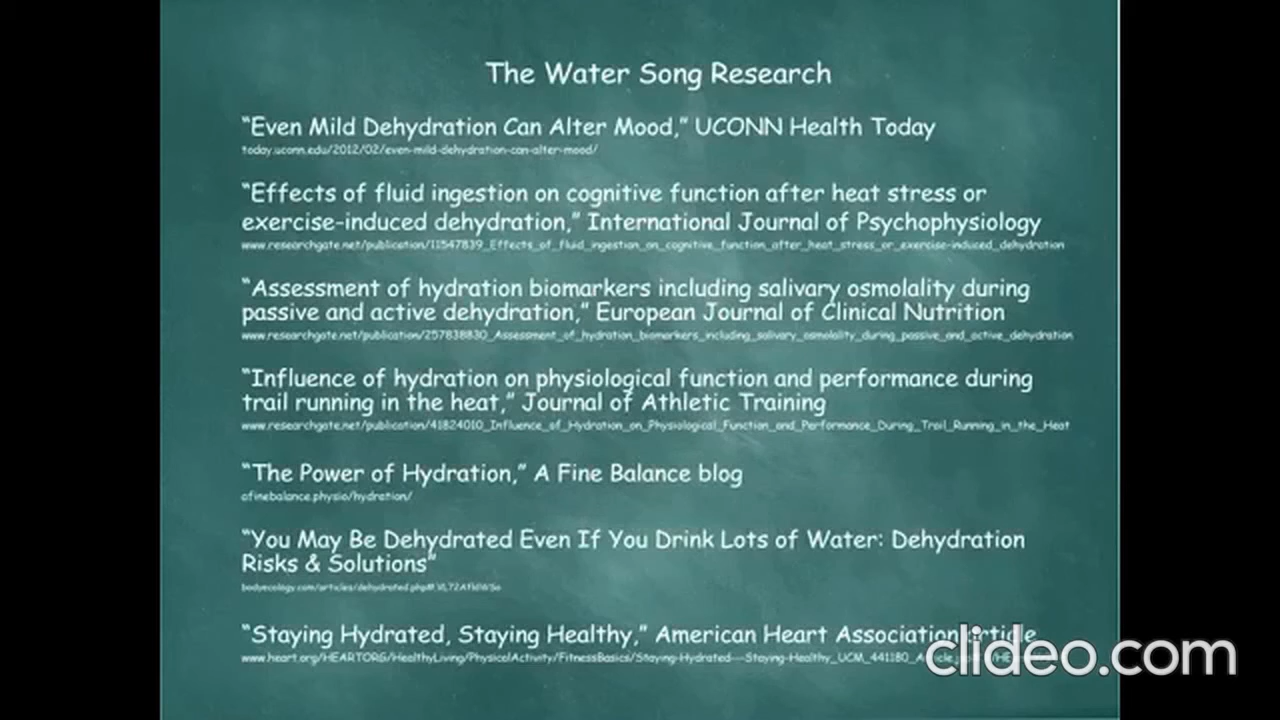 The Water Song Research
“Even Mild Dehydration Can Alter Mood,” UCONN Health Today
today.uconn.edu/2012/02/even-mild-dehydration-can-alter-mood/
“Effects of fluid ingestion on cognitive function after heat stress or
exercise-induced dehydration,” International Journal of Psychophysiology
www.researchgate.net/publication/11547839_Effects_of_fluid_ingestion_on_cognitive_function_after_heat_stress_or_exercise-induced_dehydration
“Assessment of hydration biomarkers including salivary osmolality during
passive and active dehydration,” European Journal of Clinical Nutrition
www.researchgate.net/publication/257838830_Assessment_of_hydration_biomarkers_including_salivary_osmolality_during_passive_and_active_dehydration
“Influence of hydration on physiological function and performance during
trail running in the heat,” Journal of Athletic Training
www.researchgate.net/publication/41824010_Influence_of_Hydration_on_Physiological_Function_and_Performance_During_Trail_Running_in_the_Heat
“The Power of Hydration,” A Fine Balance blog
afinebalance.physio/hydration/
“You May Be Dehydrated Even If You Drink Lots of Water: Dehydration
Risks & Solutions”
“Staying Hydrated, Staying Healthy,” American Heart Association article
clideo.com